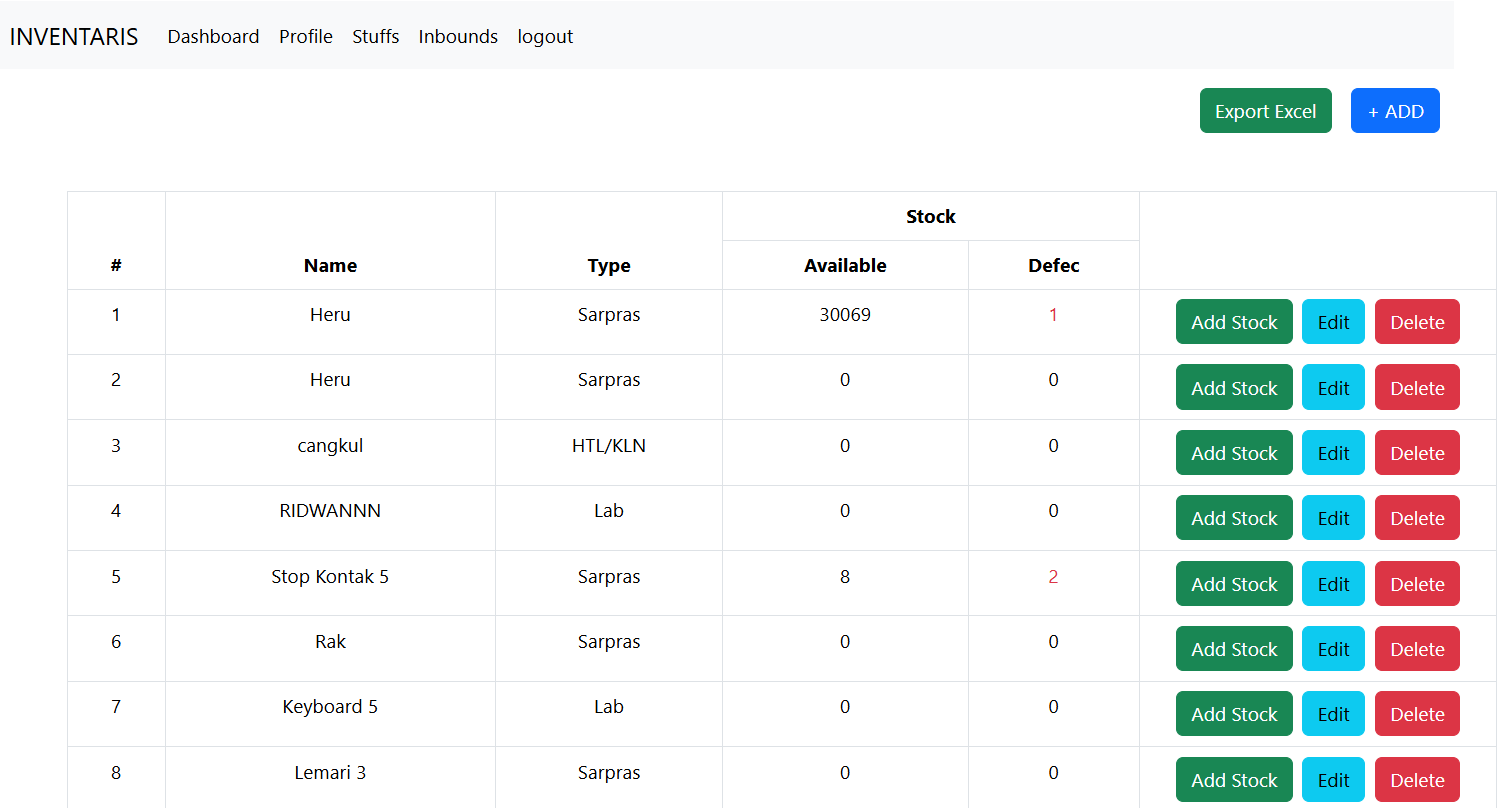 INVENTARIS Dashboard Profile Stuffs Inbounds logout
Export Excel + ADD
Stock
# Name Type Available Defec
1 Heru Sarpras 30069 1 Add Stock Edit Delete
2 Heru Sarpras 0 0 Add Stock Edit Delete
3 cangkul HTL/KLN 0 0 Add Stock Edit Delete
4 RIDWANNN Lab 0 0 Add Stock Edit Delete
5 Stop Kontak 5 Sarpras 8 2 Add Stock Edit Delete
6 Rak Sarpras 0 0 Add Stock Edit Delete
7 Keyboard 5 Lab 0 0 Add Stock Edit Delete
8 Lemari 3 Sarpras 0 0 Add Stock Edit Delete